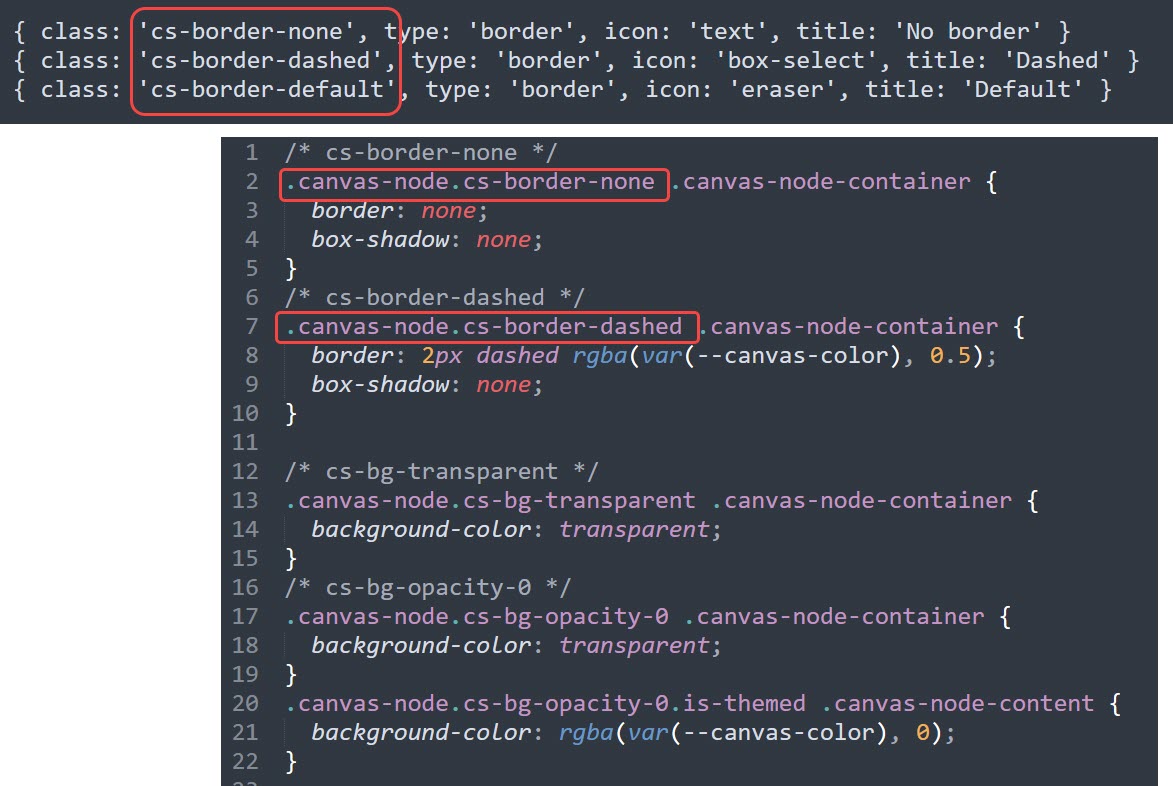 { class: 'cs-border-none', type: 'border', icon: 'text', title: 'No border' }
{ class: 'cs-border-dashed', type: 'border', icon: 'box-select', title: 'Dashed' }
{ class: 'cs-border-default', type: 'border', icon: 'eraser', title: 'Default' }
1 /* cs-border-none */
2 .canvas-node.cs-border-none .canvas-node-container {
3 border: none;
4 box-shadow: none;
5 }
6 /* cs-border-dashed */
7 .canvas-node.cs-border-dashed .canvas-node-container {
8 border: 2px dashed rgba(var(--canvas-color), 0.5);
9 box-shadow: none;
10 }
11
12 /* cs-bg-transparent */
13 .canvas-node.cs-bg-transparent .canvas-node-container {
14 background-color: transparent;
15 }
16 /* cs-bg-opacity-0 */
17 .canvas-node.cs-bg-opacity-0 .canvas-node-container {
18 background-color: transparent;
19 }
20 .canvas-node.cs-bg-opacity-0.is-themed .canvas-node-content {
21 background-color: rgba(var(--canvas-color), 0);
22 }